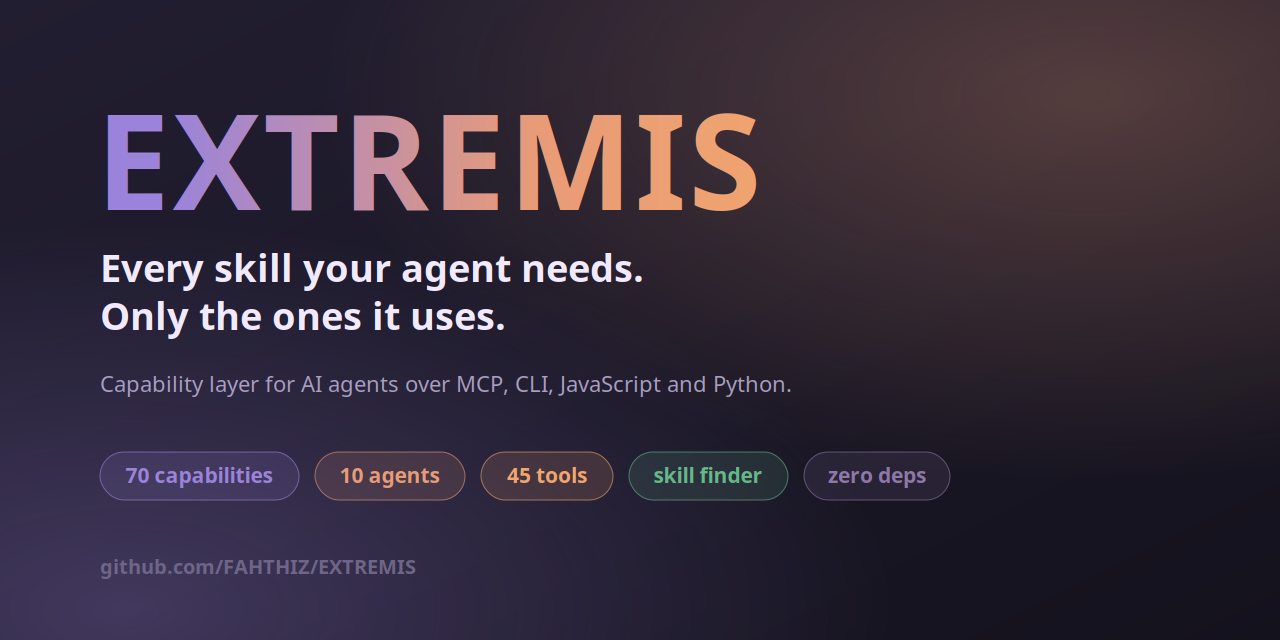 EXTREMIS
Every skill your agent needs.
Only the ones it uses.
Capability layer for AI agents over MCP, CLI, JavaScript and Python.
70 capabilities 10 agents 45 tools skill finder zero deps
github.com/FAHTHIZ/EXTREMIS